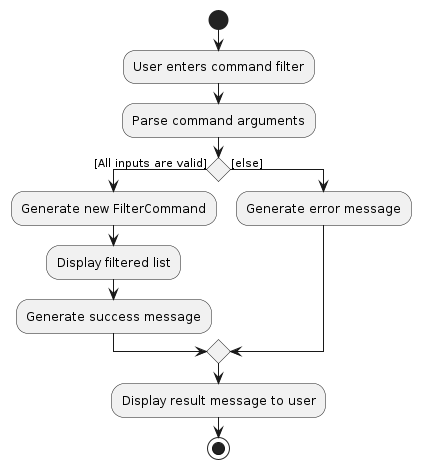 User enters command filter
Parse command arguments
[All inputs are valid]
[else]
Generate new FilterCommand
Generate error message
Display filtered list
Generate success message
Display result message to user